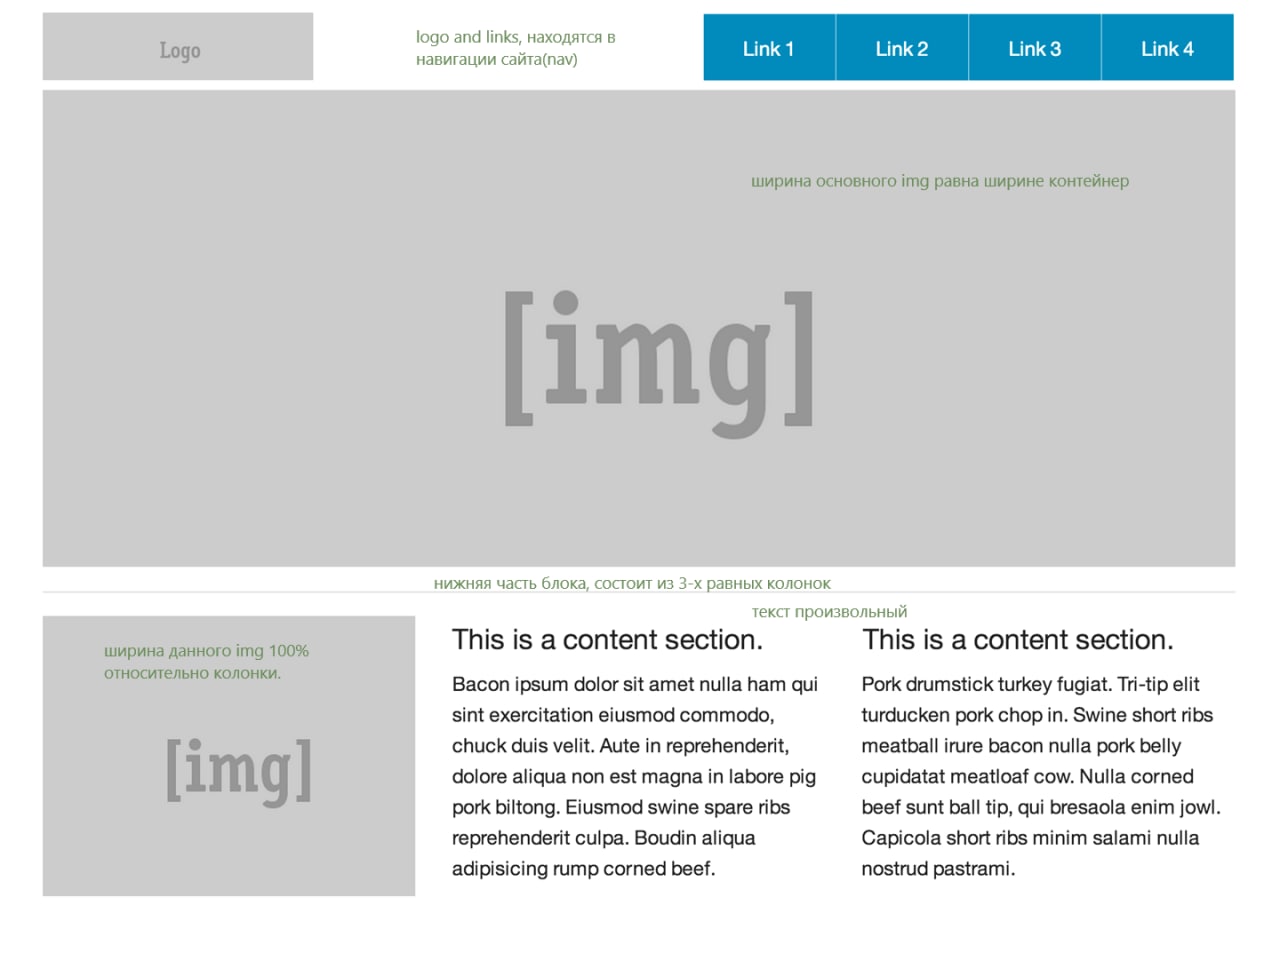 Logo
logo and links, находятся в
навигации сайта(nav)
Link 1
Link 2
Link 3
Link 4
ширина основного img равна ширине контейнер
[img]
нижняя часть блока, состоит из 3-х равных колонок
текст произвольный
ширина данного img 100%
относительно колонки.
[img]
This is a content section.
Bacon ipsum dolor sit amet nulla ham qui
sint exercitation eiusmod commodo,
chuck duis velit. Aute in reprehenderit,
dolore aliqua non est magna in labore pig
pork biltong. Eiusmod swine spare ribs
reprehenderit culpa. Boudin aliqua
adipisicing rump corned beef.
This is a content section.
Pork drumstick turkey fugiat. Tri-tip elit
turducken pork chop in. Swine short ribs
meatball irure bacon nulla pork belly
cupidatat meatloaf cow. Nulla corned
beef sunt ball tip, qui bresaola enim jowl.
Capicola short ribs minim salami nulla
nostrud pastrami.